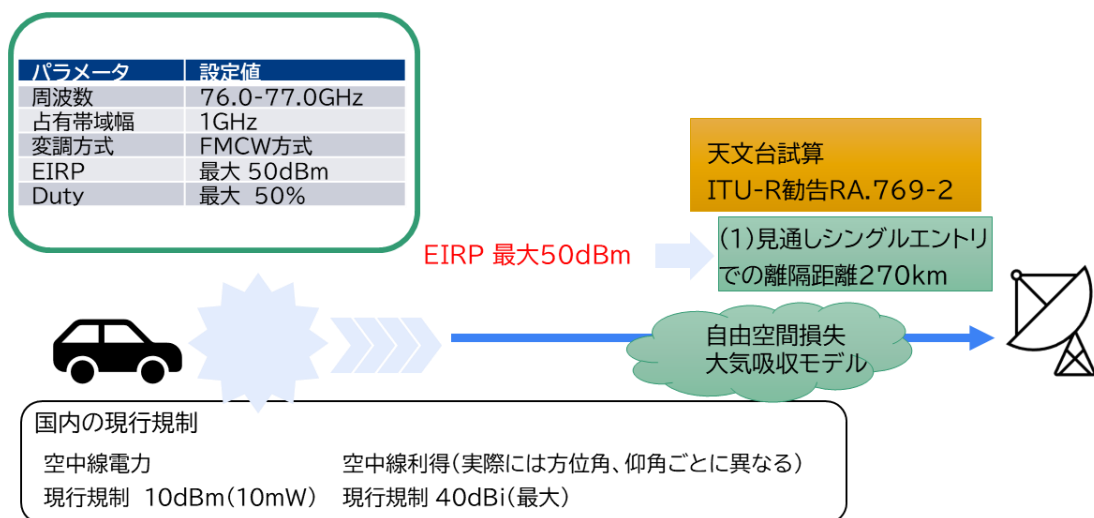 パラメータ 設定値
周波数 76.0-77.0GHz
占有帯域幅 1GHz
変調方式 FMCW方式
EIRP 最大 50dBm
Duty 最大 50%
天文台試算
ITU-R勧告RA.769-2
EIRP 最大50dBm
(1)見通しシングルエントリ
での離隔距離270km
自由空間損失
大気吸収モデル
国内の現行規制
空中線電力 空中線利得(実際には方位角、仰角ごとに異なる)
現行規制 10dBm(10mW) 現行規制 40dBi(最大)